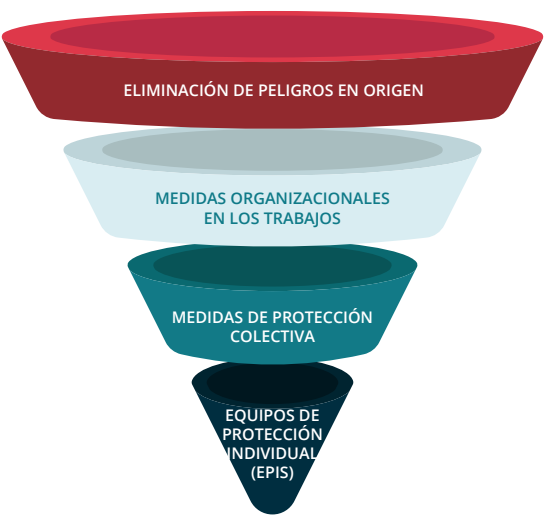 ELIMINACIÓN DE PELIGROS EN ORIGEN
MEDIDAS ORGANIZACIONALES
EN LOS TRABAJOS
MEDIDAS DE PROTECCIÓN
COLECTIVA
EQUIPOS DE
PROTECCIÓN
INDIVIDUAL
(EPIS)